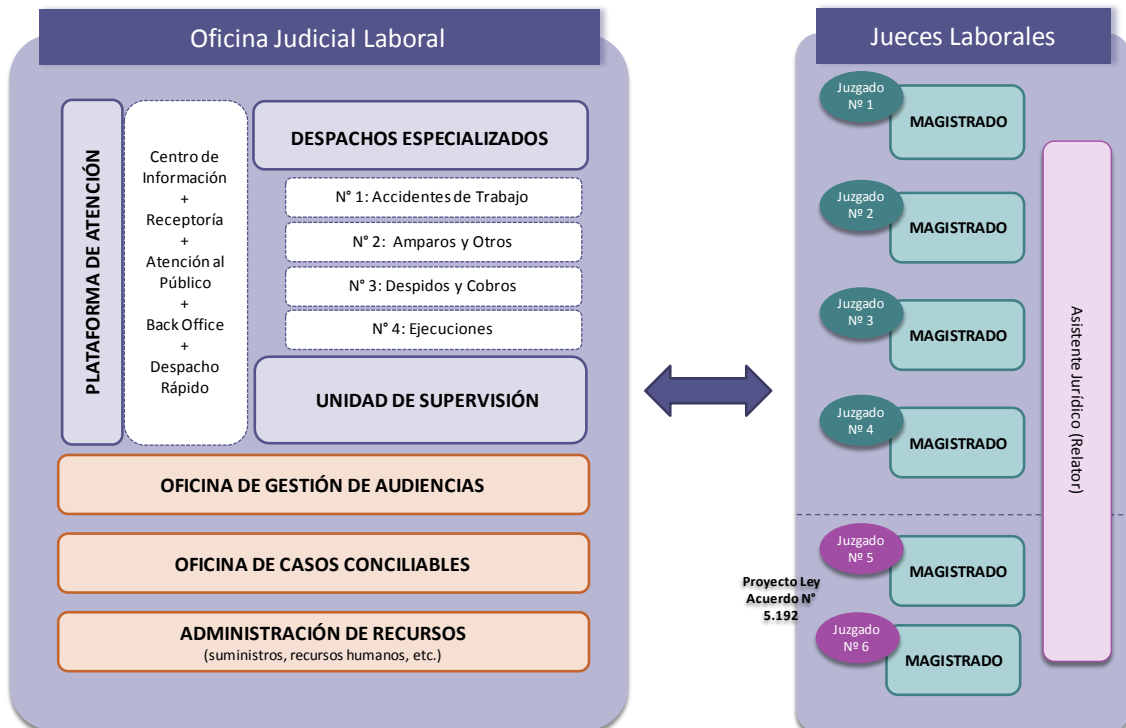 Oficina Judicial Laboral
PLATAFORMA DE ATENCIÓN
Centro de
Información
+
Receptoría
+
Atención al
Público
+
Back Office
+
Despacho
Rápido
DESPACHOS ESPECIALIZADOS
N° 1: Accidentes de Trabajo
N° 2: Amparos y Otros
N° 3: Despidos y Cobros
N° 4: Ejecuciones
UNIDAD DE SUPERVISIÓN
OFICINA DE GESTIÓN DE AUDIENCIAS
OFICINA DE CASOS CONCILIABLES
ADMINISTRACIÓN DE RECURSOS
(suministros, recursos humanos, etc.)
Jueces Laborales
Juzgado
Nº 1
MAGISTRADO
Juzgado
Nº 2
MAGISTRADO
Juzgado
Nº 3
MAGISTRADO
Juzgado
Nº 4
MAGISTRADO
Juzgado
Nº 5
MAGISTRADO
Proyecto Ley
Acuerdo N°
5.192
Juzgado
Nº 6
MAGISTRADO
Asistente Jurídico (Relator)